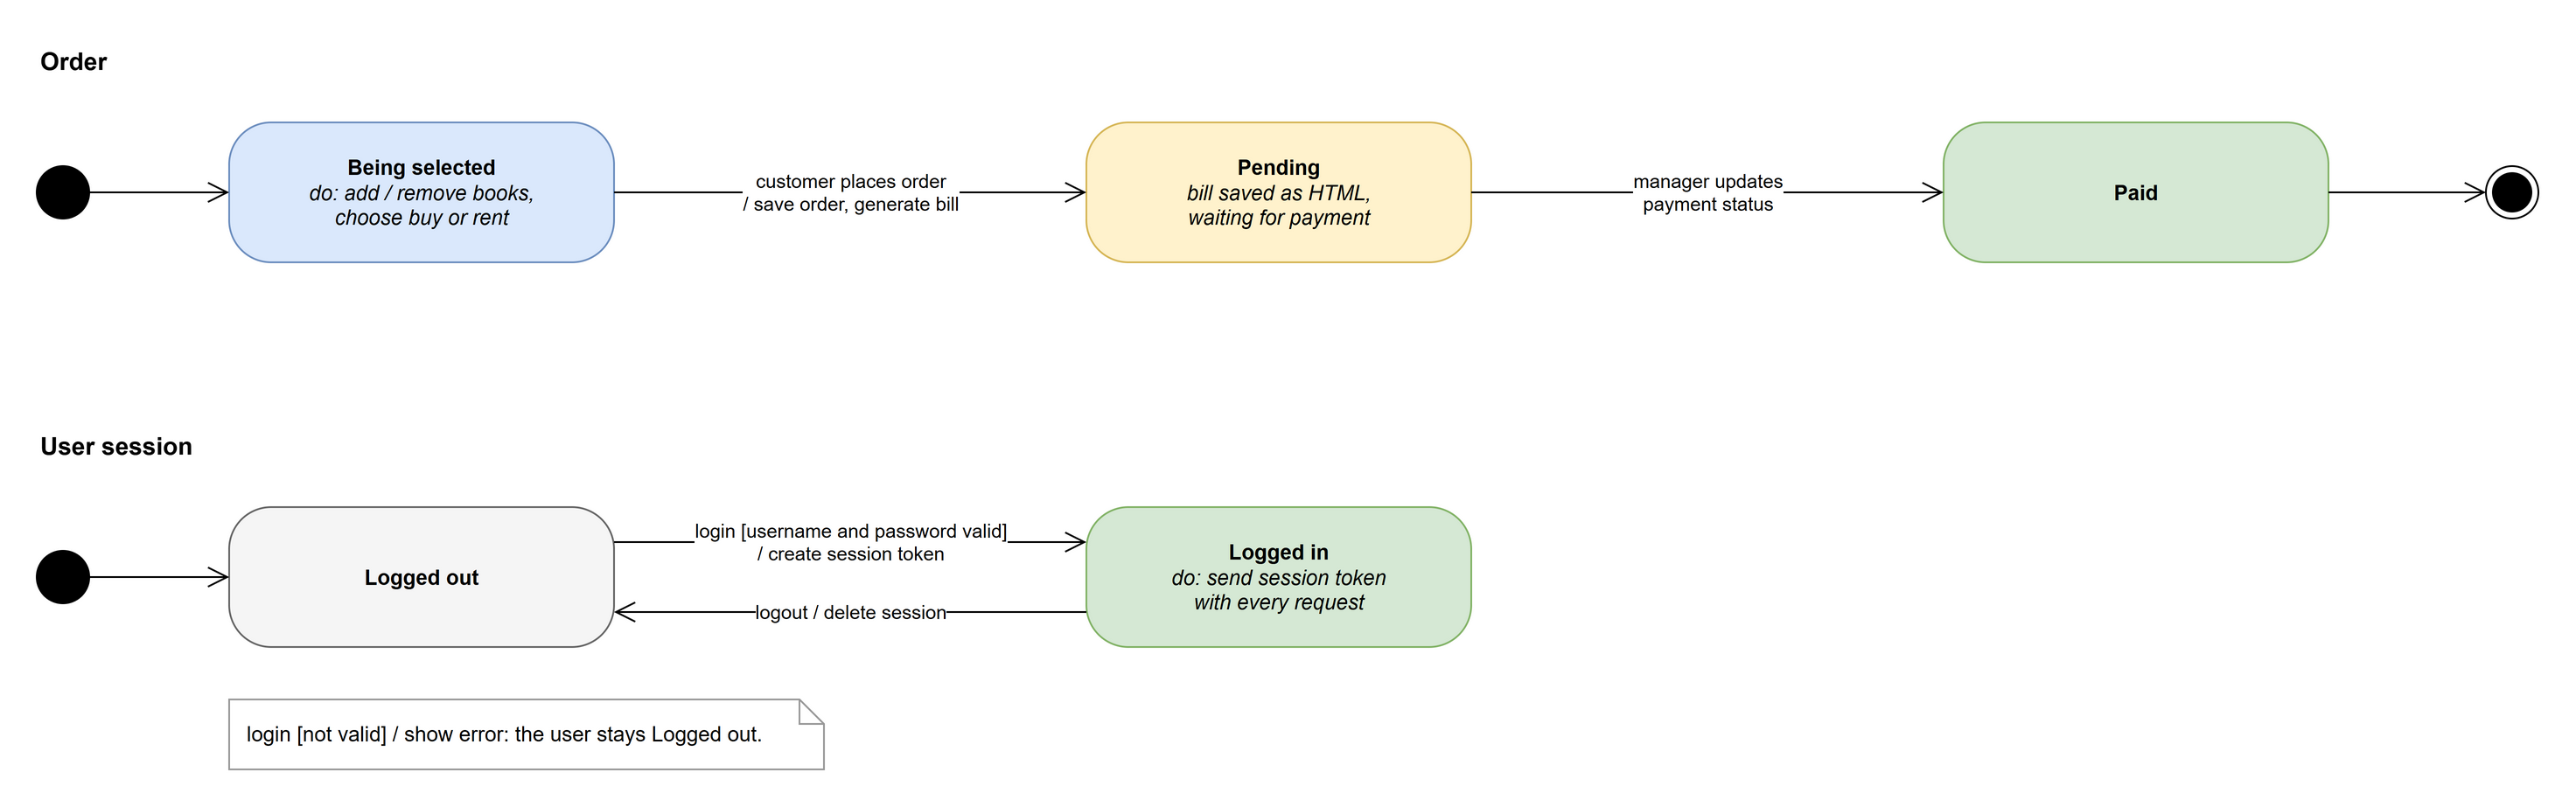 Order
Being selected
do: add / remove books,
choose buy or rent
customer places order
/ save order, generate bill
Pending
bill saved as HTML,
waiting for payment
manager updates
payment status
Paid
User session
Logged out
login [username and password valid]
/ create session token
logout / delete session
Logged in
do: send session token
with every request
login [not valid] / show error: the user stays Logged out.